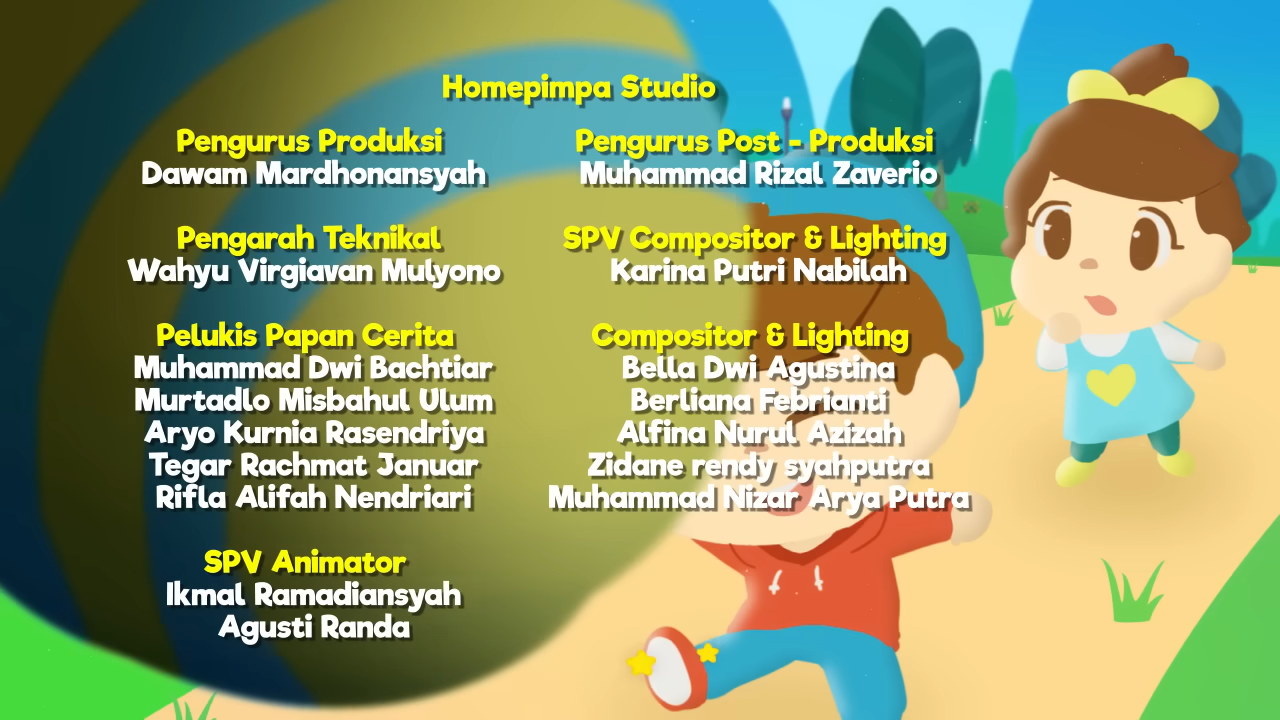 Homepimpa Studio
Pengurus Produksi
Dawam Mardhonansyah
Pengarah Teknikal
Wahyu Virgiavan Mulyono
Pelukis Papan Cerita
Muhammad Dwi Bachtiar
Murtadlo Misbahul Ulum
Aryo Kurnia Rasendriya
Tegar Rachmat Januar
Rifla Alifah Nendriari
SPV Animator
Ikmal Ramadiansyah
Agusti Randa
Pengurus Post - Produksi
Muhammad Rizal Zaverio
SPV Compositor & Lighting
Karina Putri Nabilah
Compositor & Lighting
Bella Dwi Agustina
Berliana Febrianti
Alfina Nurul Azizah
Zidane rendy syahputra
Muhammad Nizar Arya Putra